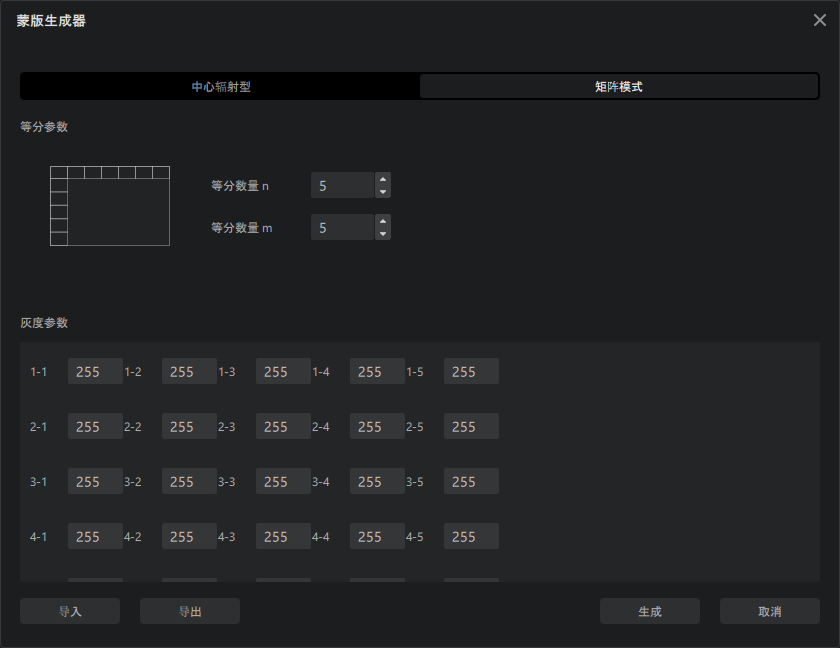 蒙版生成器
中心辐射型 矩阵模式
等分参数
等分数量 n 5
等分数量 m 5
灰度参数
1-1 255 1-2 255 1-3 255 1-4 255 1-5 255
2-1 255 2-2 255 2-3 255 2-4 255 2-5 255
3-1 255 3-2 255 3-3 255 3-4 255 3-5 255
4-1 255 4-2 255 4-3 255 4-4 255 4-5 255
导入 导出 生成 取消